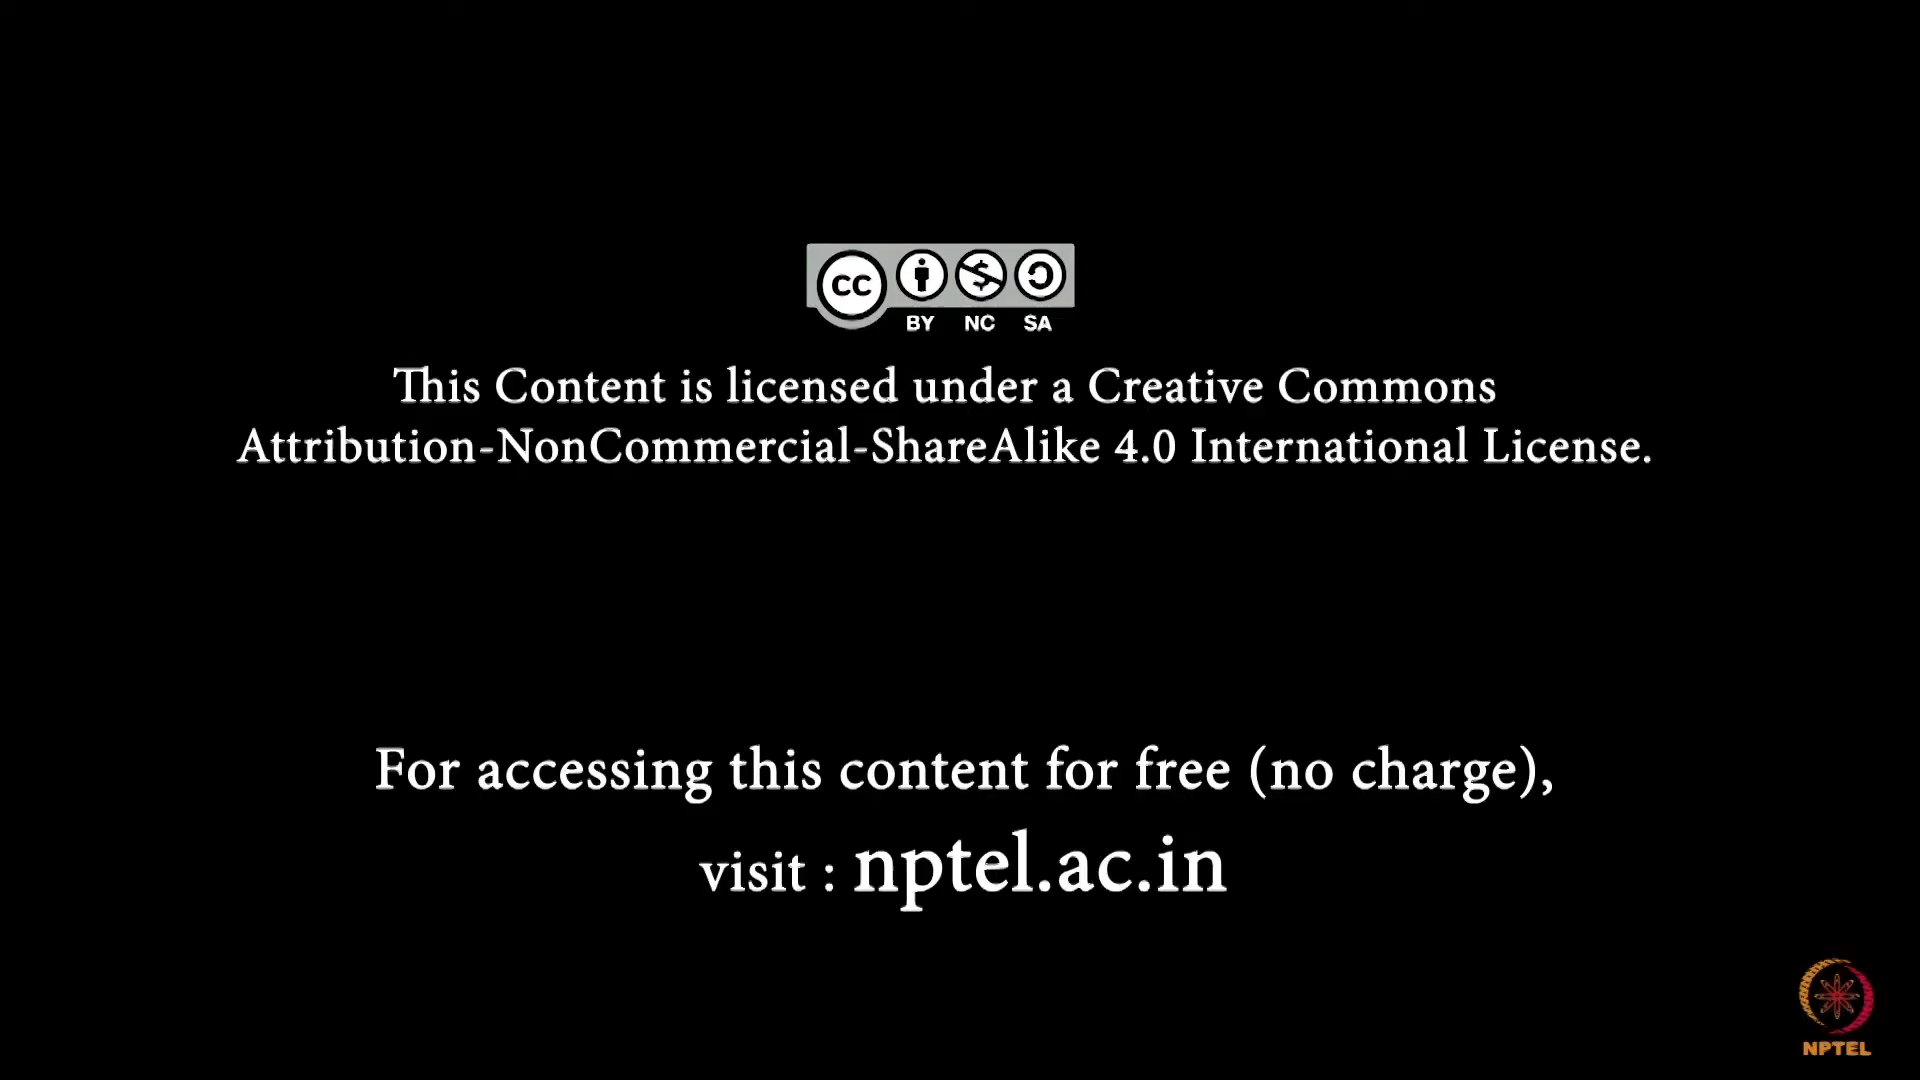 cc
BY NC SA
This Content is licensed under a Creative Commons
Attribution-NonCommercial-ShareAlike 4.0 International License.
For accessing this content for free (no charge),
visit : nptel.ac.in
NPTEL